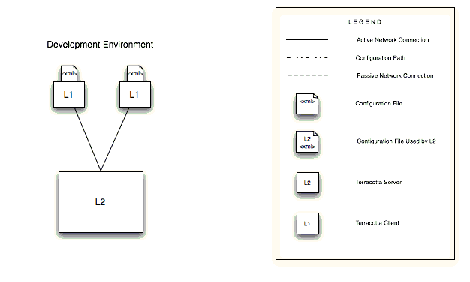 Development Environment
<xml>
<xml>
L1
L1
L2
LEGEND
Active Network Connection
Configuration Path
Passive Network Connection
<xml>
Configuration File
L2
<xml>
Configuration File Used by L2
L2
Terracotta Server
L1
Terracotta Client